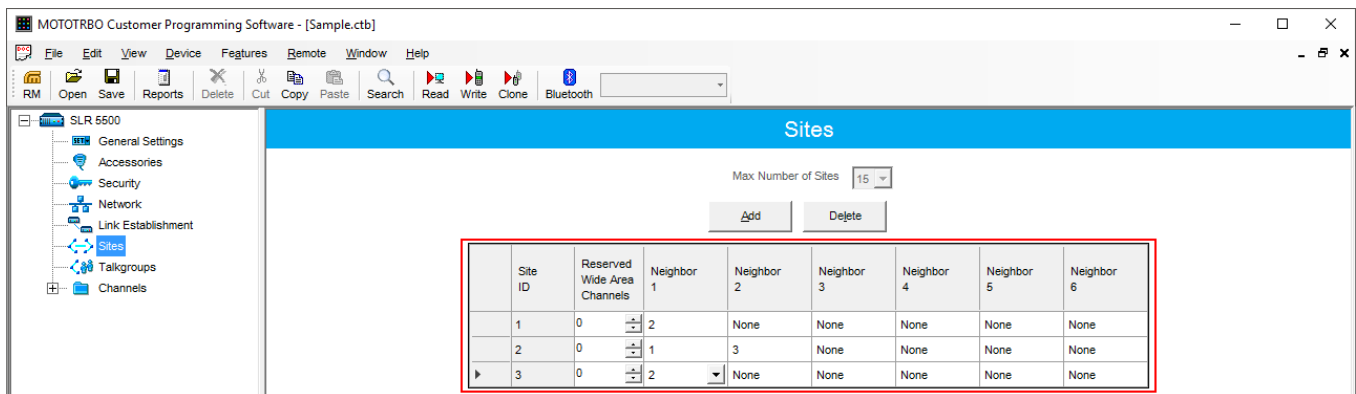 MOTOTRBO Customer Programming Software - [Sample.ctb]
File Edit View Device Features Remote Window Help
RM Open Save Reports Delete Cut Copy Paste Search Read Write Clone Bluetooth
SLR 5500
General Settings
Accessories
Security
Network
Link Establishment
Sites
Talkgroups
Channels
Sites
Max Number of Sites 15
Add Delete
Site ID Reserved Wide Area Channels Neighbor 1 Neighbor 2 Neighbor 3 Neighbor 4 Neighbor 5 Neighbor 6
1 0 2 None None None None None
2 0 1 3 None None None None
3 0 2 None None None None None